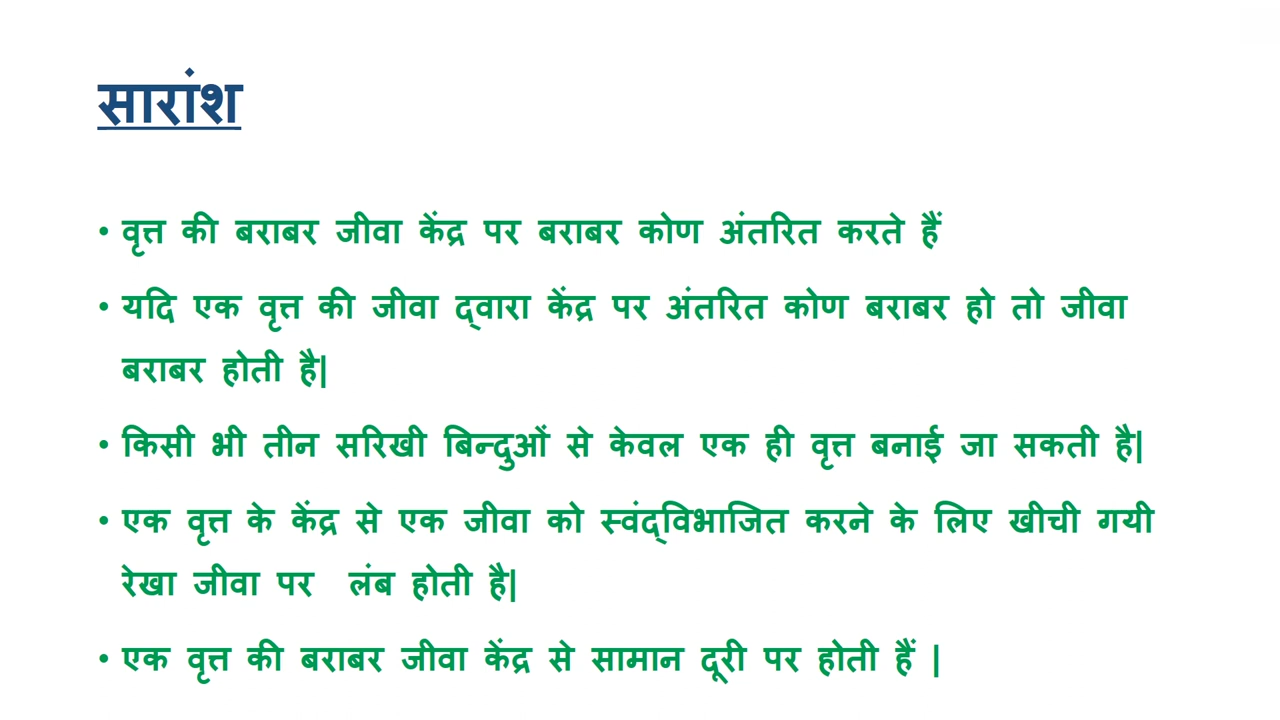 सारांश
• वृत्त की बराबर जीवा केंद्र पर बराबर कोण अंतरित करते हैं
• यदि एक वृत्त की जीवा द्वारा केंद्र पर अंतरित कोण बराबर हो तो जीवा
बराबर होती है|
• किसी भी तीन सरिखी बिन्दुओं से केवल एक ही वृत्त बनाई जा सकती है|
• एक वृत्त के केंद्र से एक जीवा को स्वंद्विभाजित करने के लिए खीची गयी
रेखा जीवा पर लंब होती है|
• एक वृत्त की बराबर जीवा केंद्र से सामान दूरी पर होती हैं |